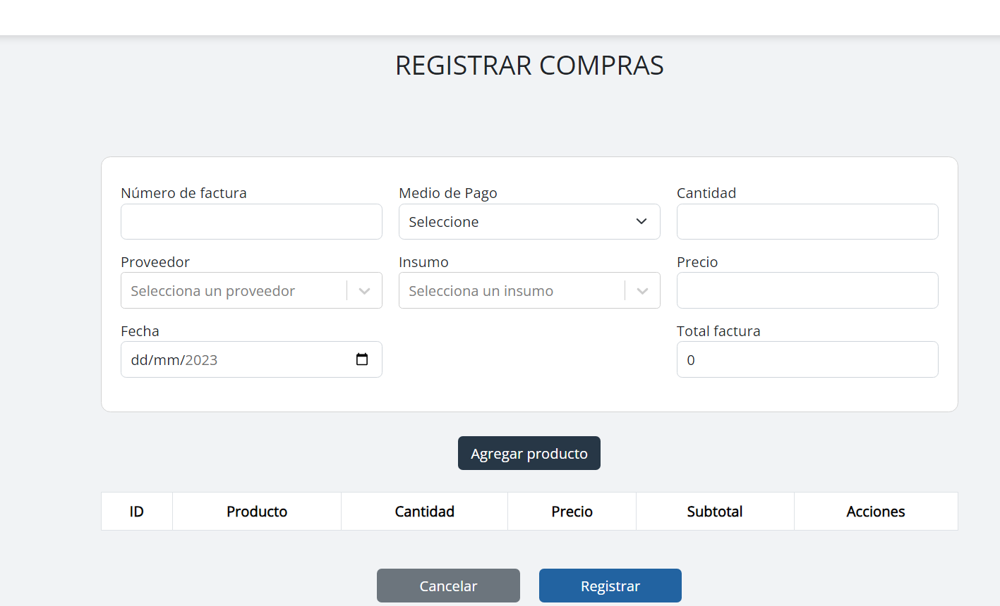 REGISTRAR COMPRAS
Número de factura
Medio de Pago
Cantidad
Seleccione
Proveedor
Insumo
Precio
Selecciona un proveedor
Selecciona un insumo
Fecha
Total factura
dd/mm/2023
0
Agregar producto
ID Producto Cantidad Precio Subtotal Acciones
Cancelar
Registrar